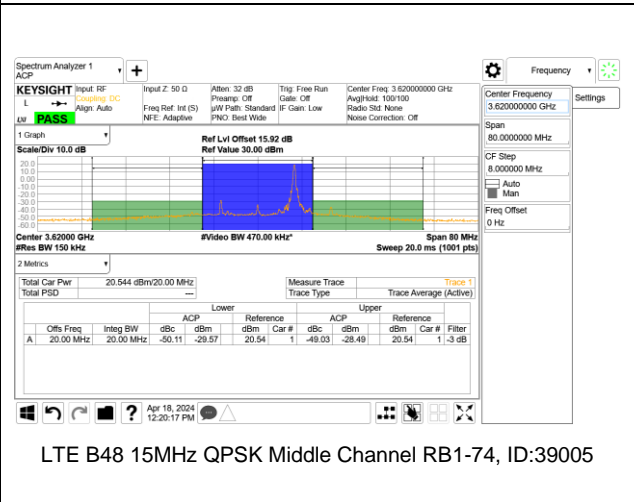 Spectrum Analyzer 1
ACP
Frequency
KEYSIGHT Input: RF Input Z: 50 Ω Atten: 32 dB Trig: Free Run Center Freq: 3.620000000 GHz
L Coupling: DC Preamp: Off Gate: Off Avg|Hold: 100/100
Align: Auto Freq Ref: Int (S) µW Path: Standard IF Gain: Low Radio Std: None
PASS NFE: Adaptive PNO: Best Wide Noise Correction: Off
Center Frequency
3.620000000 GHz
Settings
Span
80.0000000 MHz
CF Step
8.000000 MHz
Auto
Man
Freq Offset
0 Hz
1 Graph
Scale/Div 10.0 dB
Ref Lvl Offset 15.92 dB
Ref Value 30.00 dBm
20.0
10.0
0.00
-10.0
-20.0
-30.0
-40.0
-50.0
-60.0
Center 3.62000 GHz #Video BW 470.00 kHz* Span 80 MHz
#Res BW 150 kHz Sweep 20.0 ms (1001 pts)
2 Metrics
Total Car Pwr 20.544 dBm/20.00 MHz Measure Trace Trace 1
Total PSD --- Trace Type Trace Average (Active)
Lower Upper
ACP Reference ACP Reference
Offs Freq Integ BW dBc dBm dBm Car # dBc dBm dBm Car # Filter
A 20.00 MHz 20.00 MHz -50.11 -29.57 20.54 1 -49.03 -28.49 20.54 1 -3 dB
Apr 18, 2024
12:20:17 PM
LTE B48 15MHz QPSK Middle Channel RB1-74, ID:39005